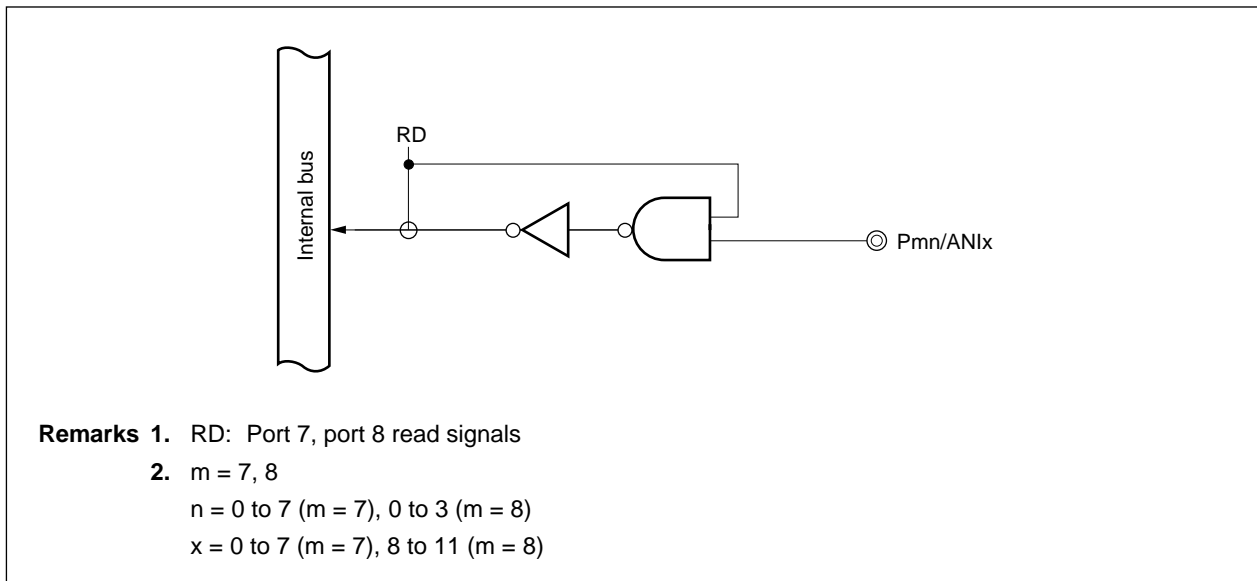 Internal bus
RD
Pmn/ANIx
Remarks 1. RD: Port 7, port 8 read signals
2. m = 7, 8
n = 0 to 7 (m = 7), 0 to 3 (m = 8)
x = 0 to 7 (m = 7), 8 to 11 (m = 8)